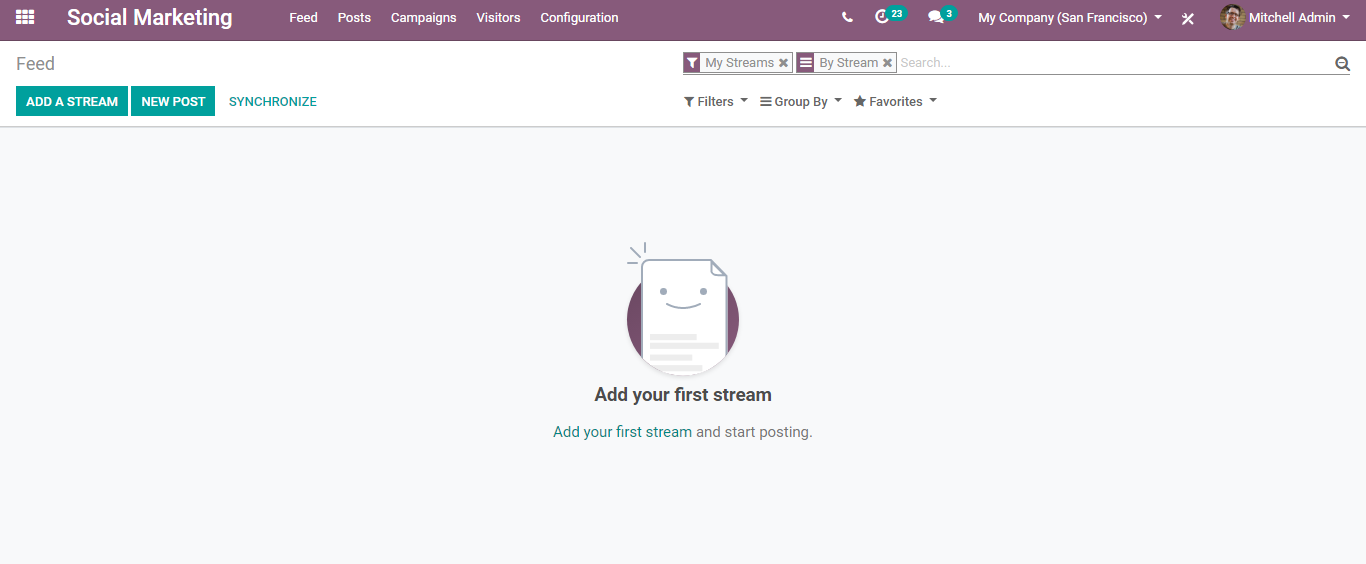 Social Marketing Feed Posts Campaigns Visitors Configuration 23 3 My Company (San Francisco) Mitchell Admin
Feed My Streams By Stream Search...
ADD A STREAM NEW POST SYNCHRONIZE Filters Group By Favorites
Add your first stream
Add your first stream and start posting.